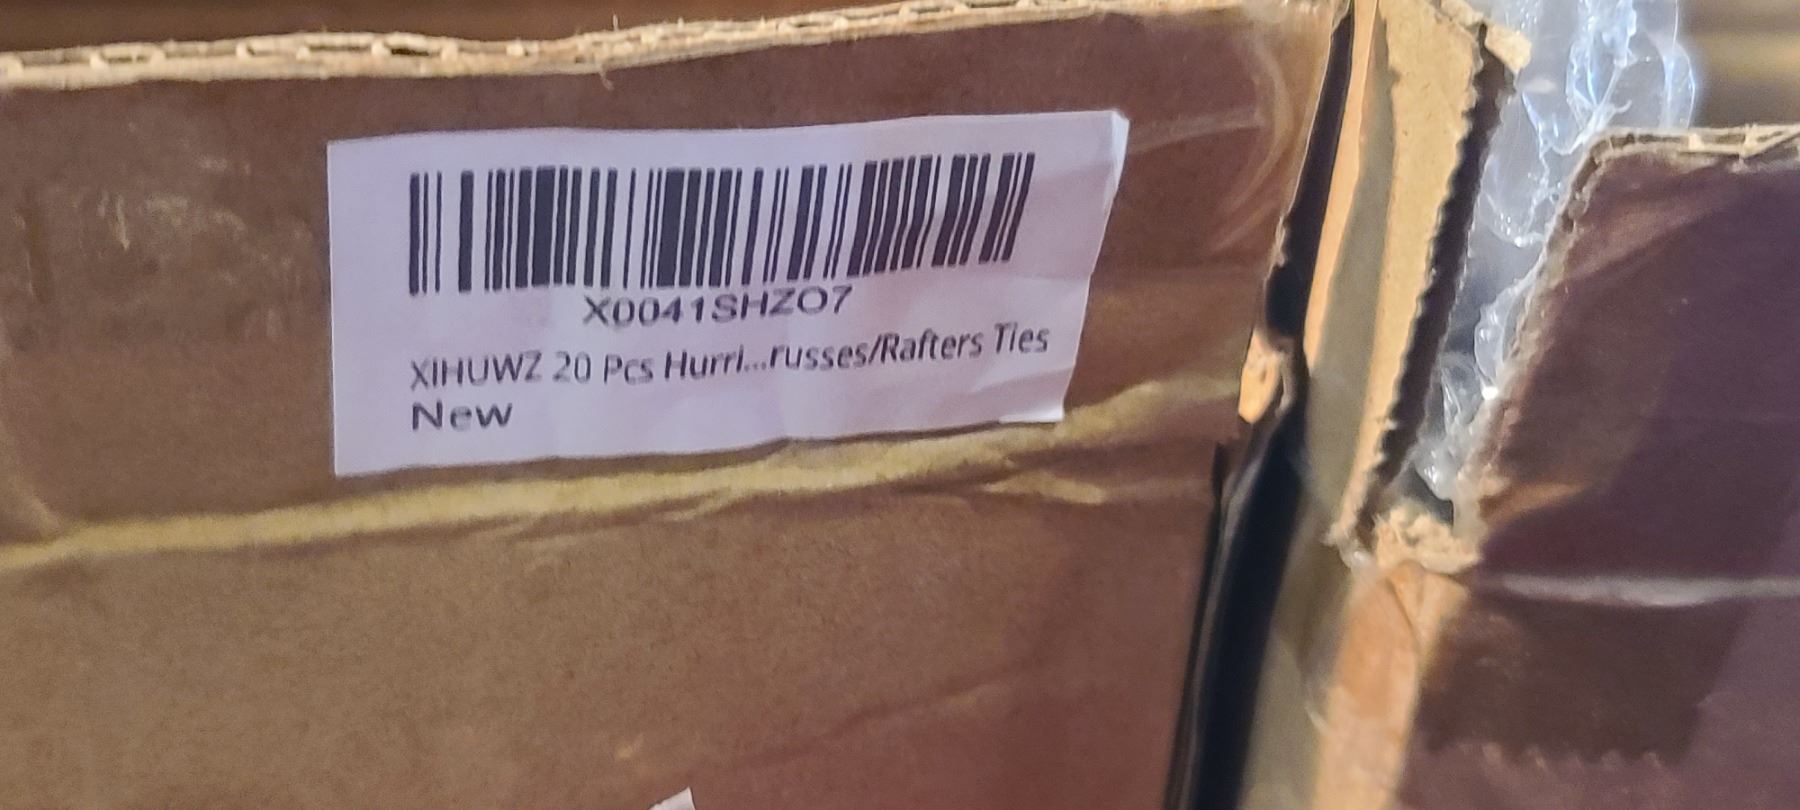 X0041SHZO7
XIHUWZ 20 Pcs Hurri...russes/Rafters Ties
New